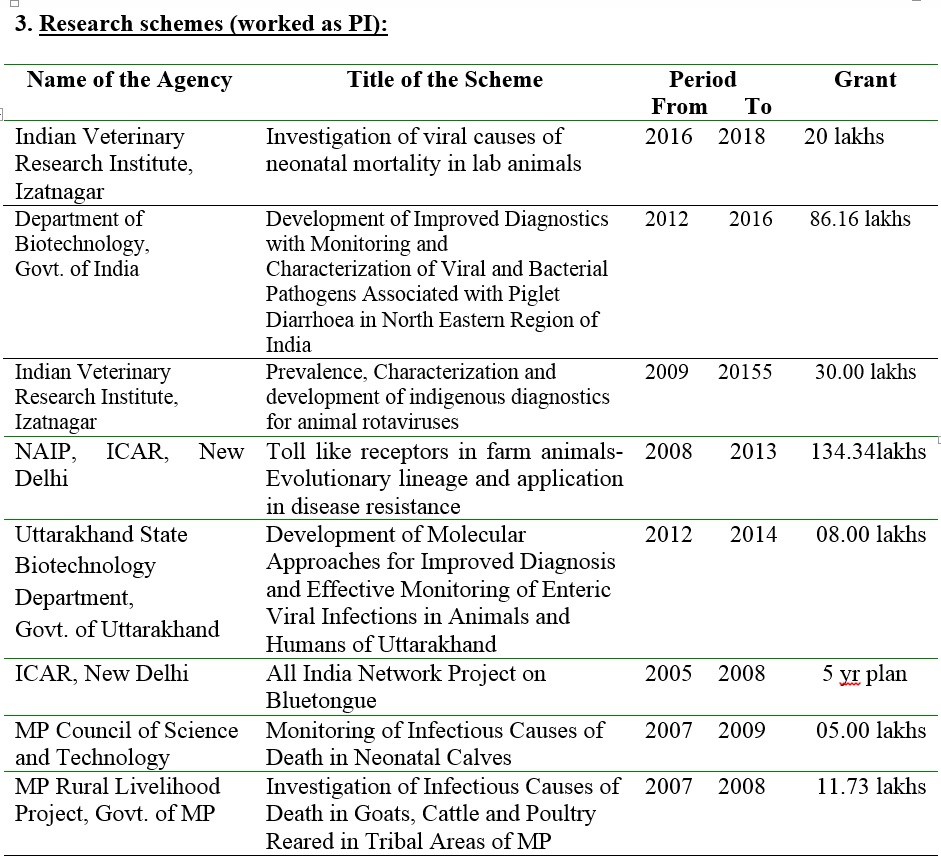 3. Research schemes (worked as PI):
Name of the Agency Title of the Scheme Period Grant
From To
Indian Veterinary Investigation of viral causes of 2016 2018 20 lakhs
Research Institute, neonatal mortality in lab animals
Izatnagar
Department of Development of Improved Diagnostics 2012 2016 86.16 lakhs
Biotechnology, with Monitoring and
Govt. of India Characterization of Viral and Bacterial
Pathogens Associated with Piglet
Diarrhoea in North Eastern Region of
India
Indian Veterinary Prevalence, Characterization and 2009 20155 30.00 lakhs
Research Institute, development of indigenous diagnostics
Izatnagar for animal rotaviruses
NAIP, ICAR, New Toll like receptors in farm animals- 2008 2013 134.34lakhs
Delhi Evolutionary lineage and application
in disease resistance
Uttarakhand State Development of Molecular 2012 2014 08.00 lakhs
Biotechnology Approaches for Improved Diagnosis
Department, and Effective Monitoring of Enteric
Govt. of Uttarakhand Viral Infections in Animals and
Humans of Uttarakhand
ICAR, New Delhi All India Network Project on 2005 2008 5 yr plan
Bluetongue
MP Council of Science Monitoring of Infectious Causes of 2007 2009 05.00 lakhs
and Technology Death in Neonatal Calves
MP Rural Livelihood Investigation of Infectious Causes of 2007 2008 11.73 lakhs
Project, Govt. of MP Death in Goats, Cattle and Poultry
Reared in Tribal Areas of MP